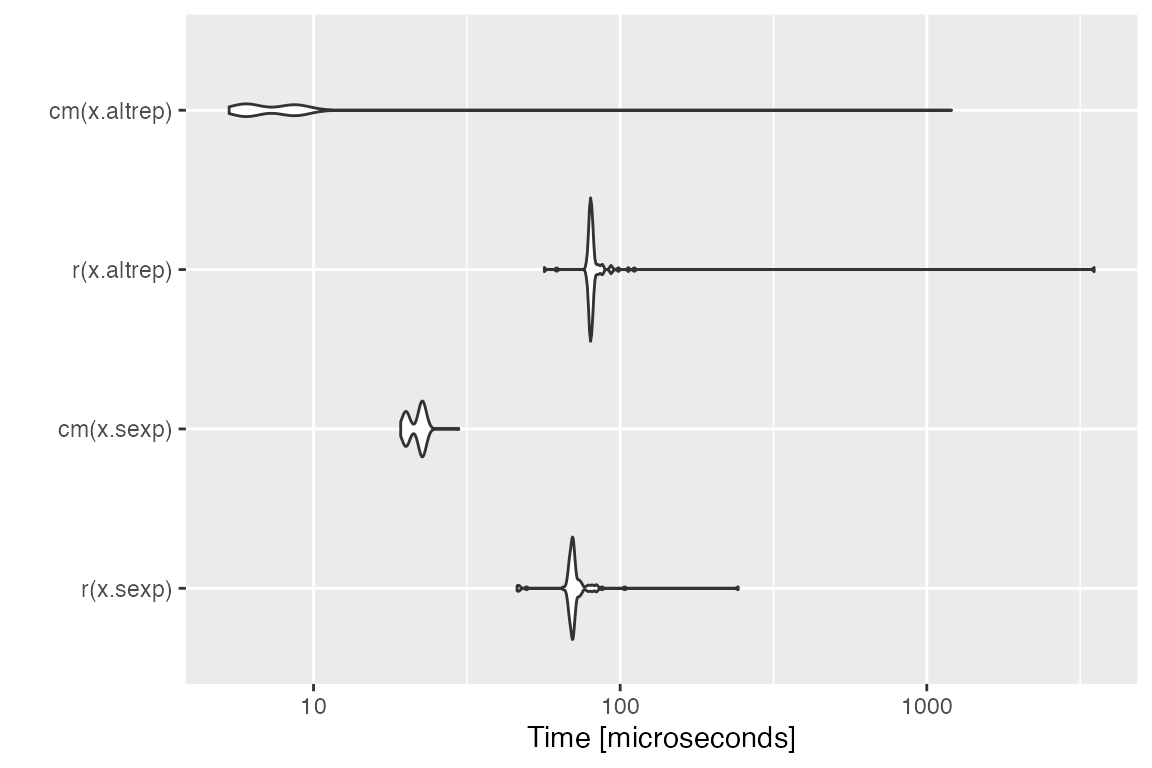 cm(x.altrep)
r(x.altrep)
cm(x.sexp)
r(x.sexp)
10 100 1000
Time [microseconds]